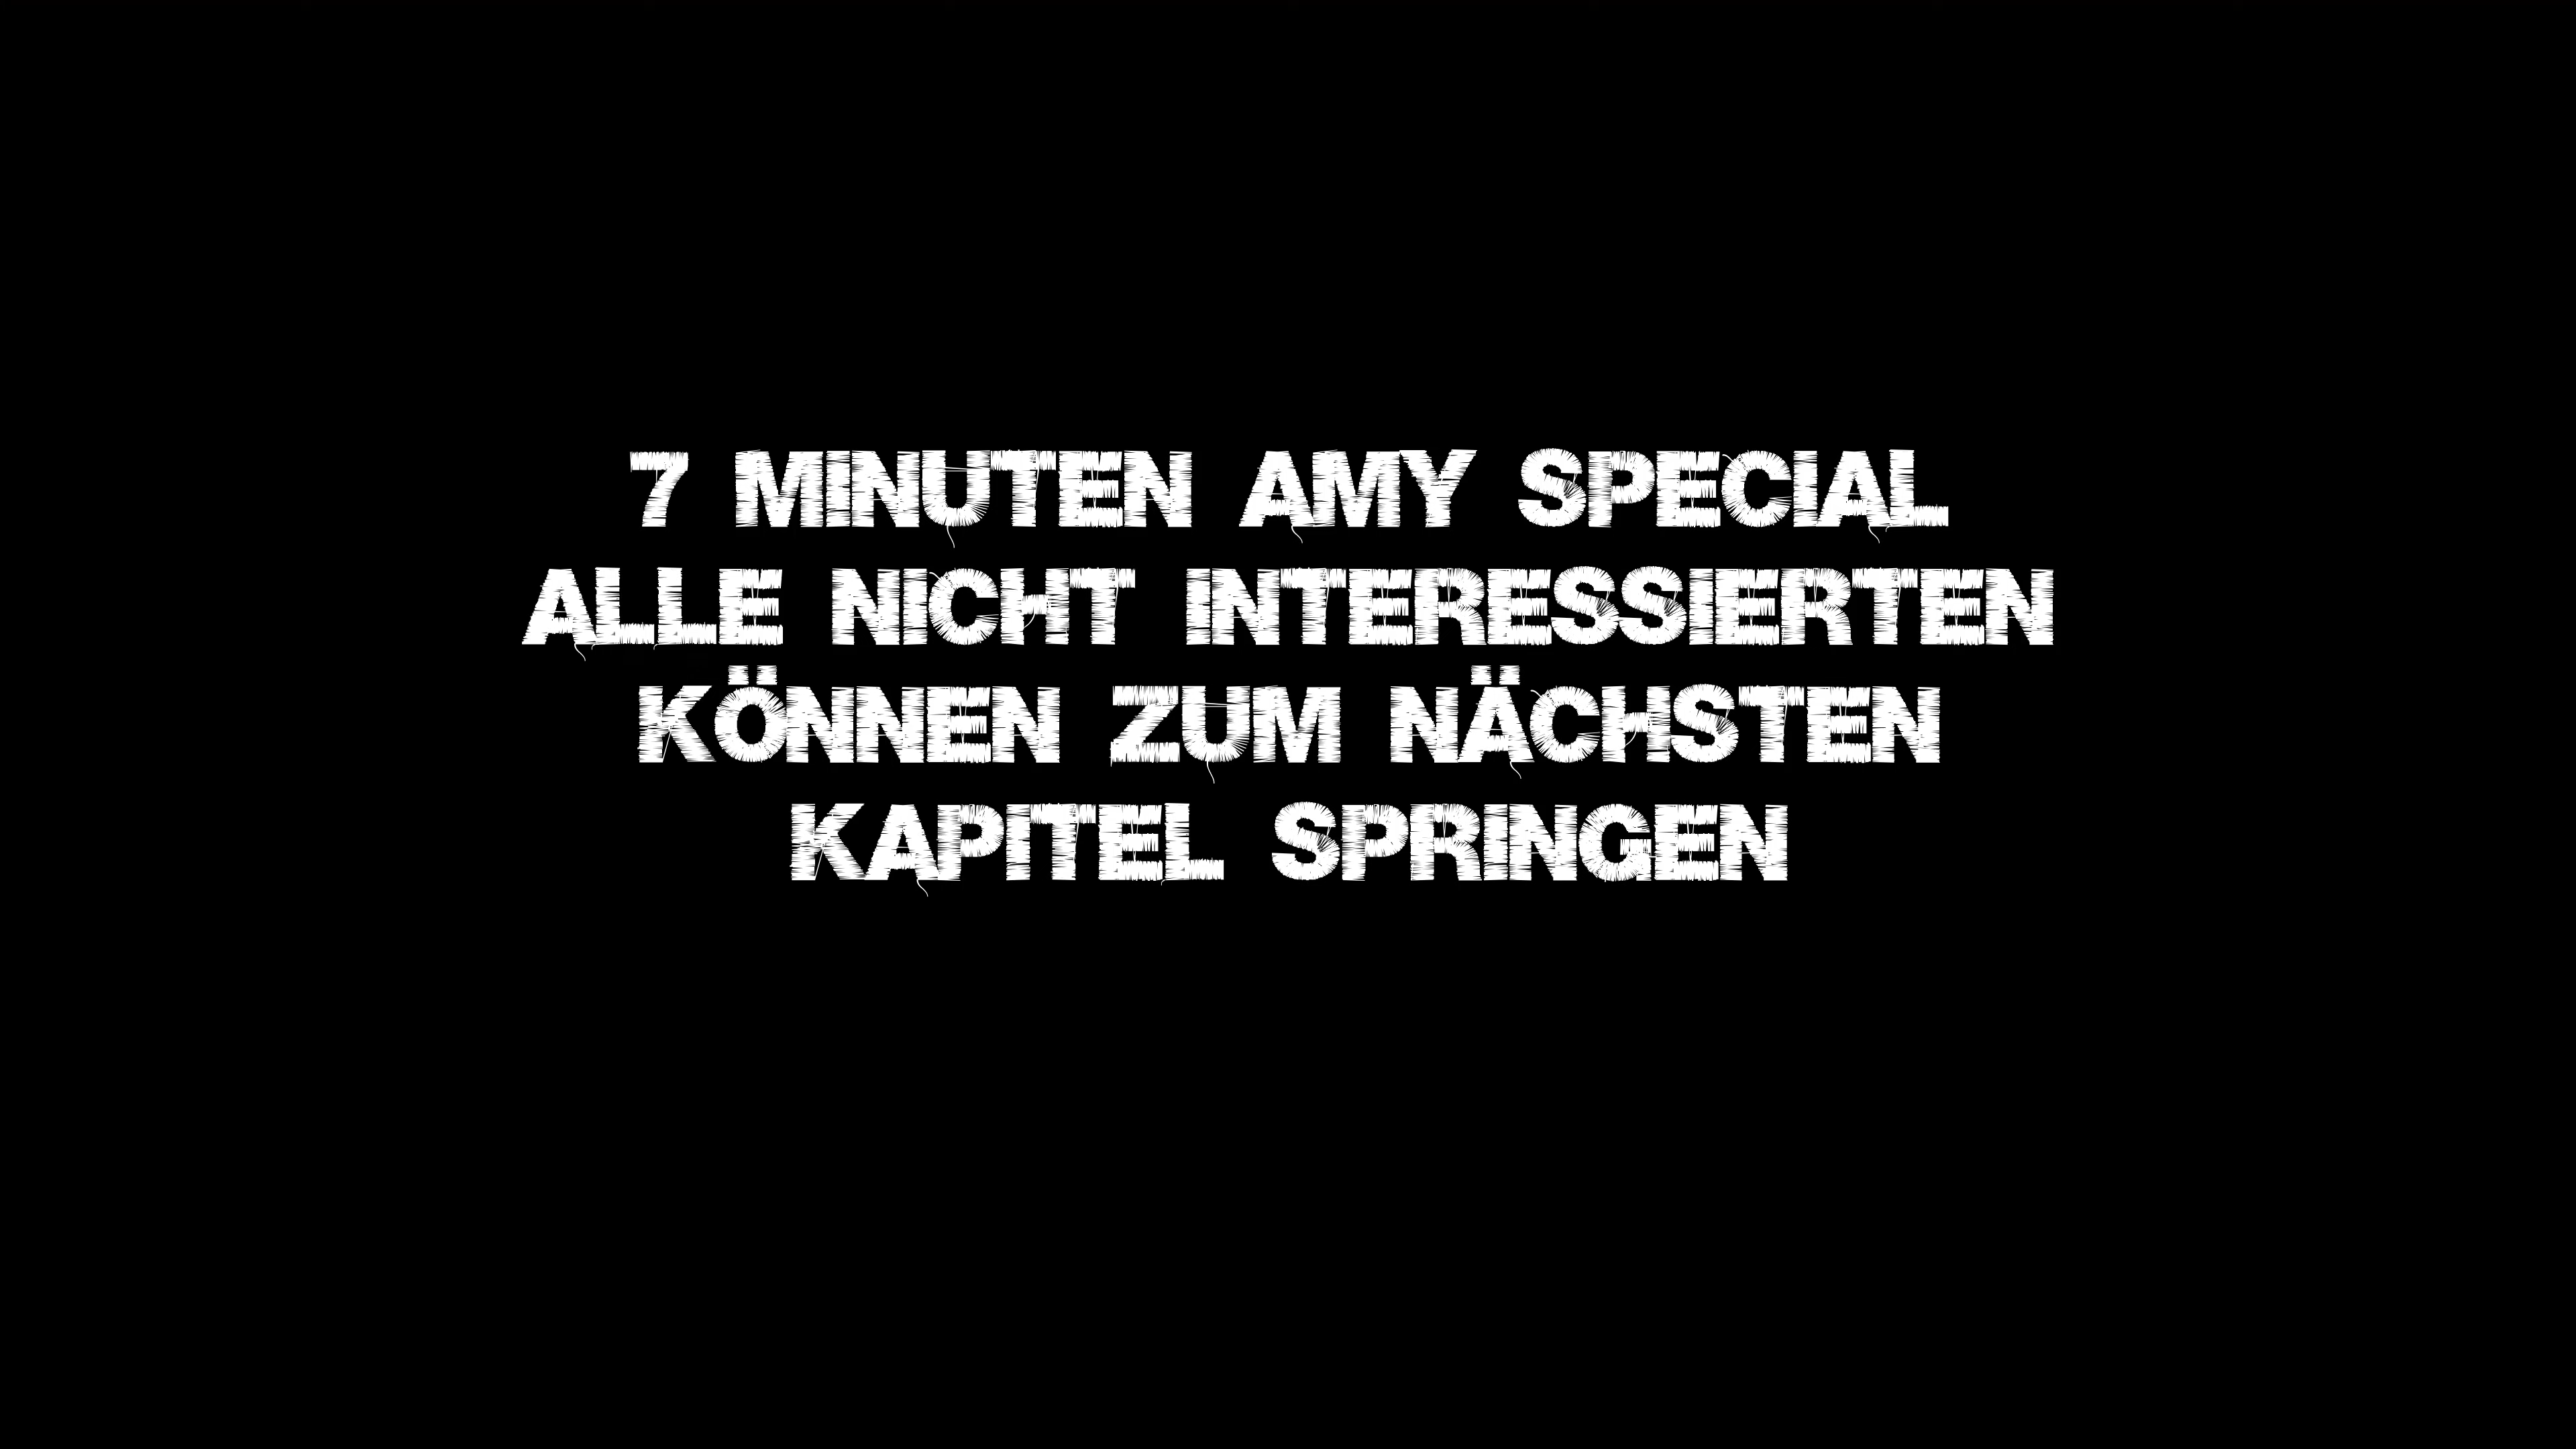 7 MINUTEN AMY SPECIAL
ALLE NICHT INTERESSIERTEN
KÖNNEN ZUM NÄCHSTEN
KAPITEL SPRINGEN